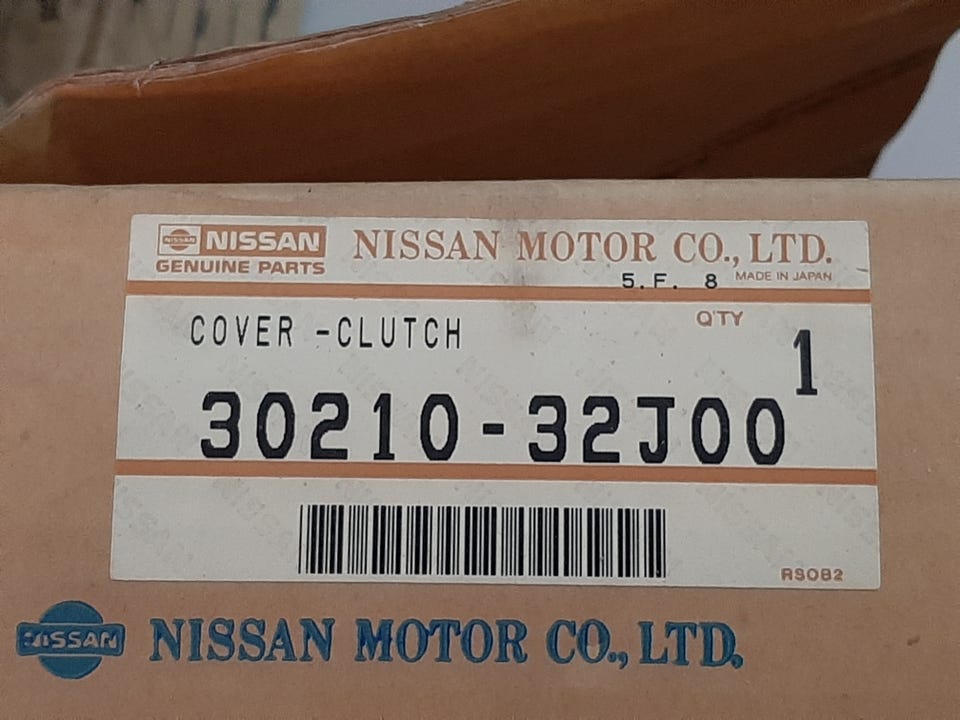 NISSAN
NISSAN
GENUINE PARTS
NISSAN MOTOR CO., LTD.
5. F. 8
MADE IN JAPAN
COVER -CLUTCH
Q'TY
1
30210-32J00
RSOB2
NISSAN
NISSAN MOTOR CO., LTD.